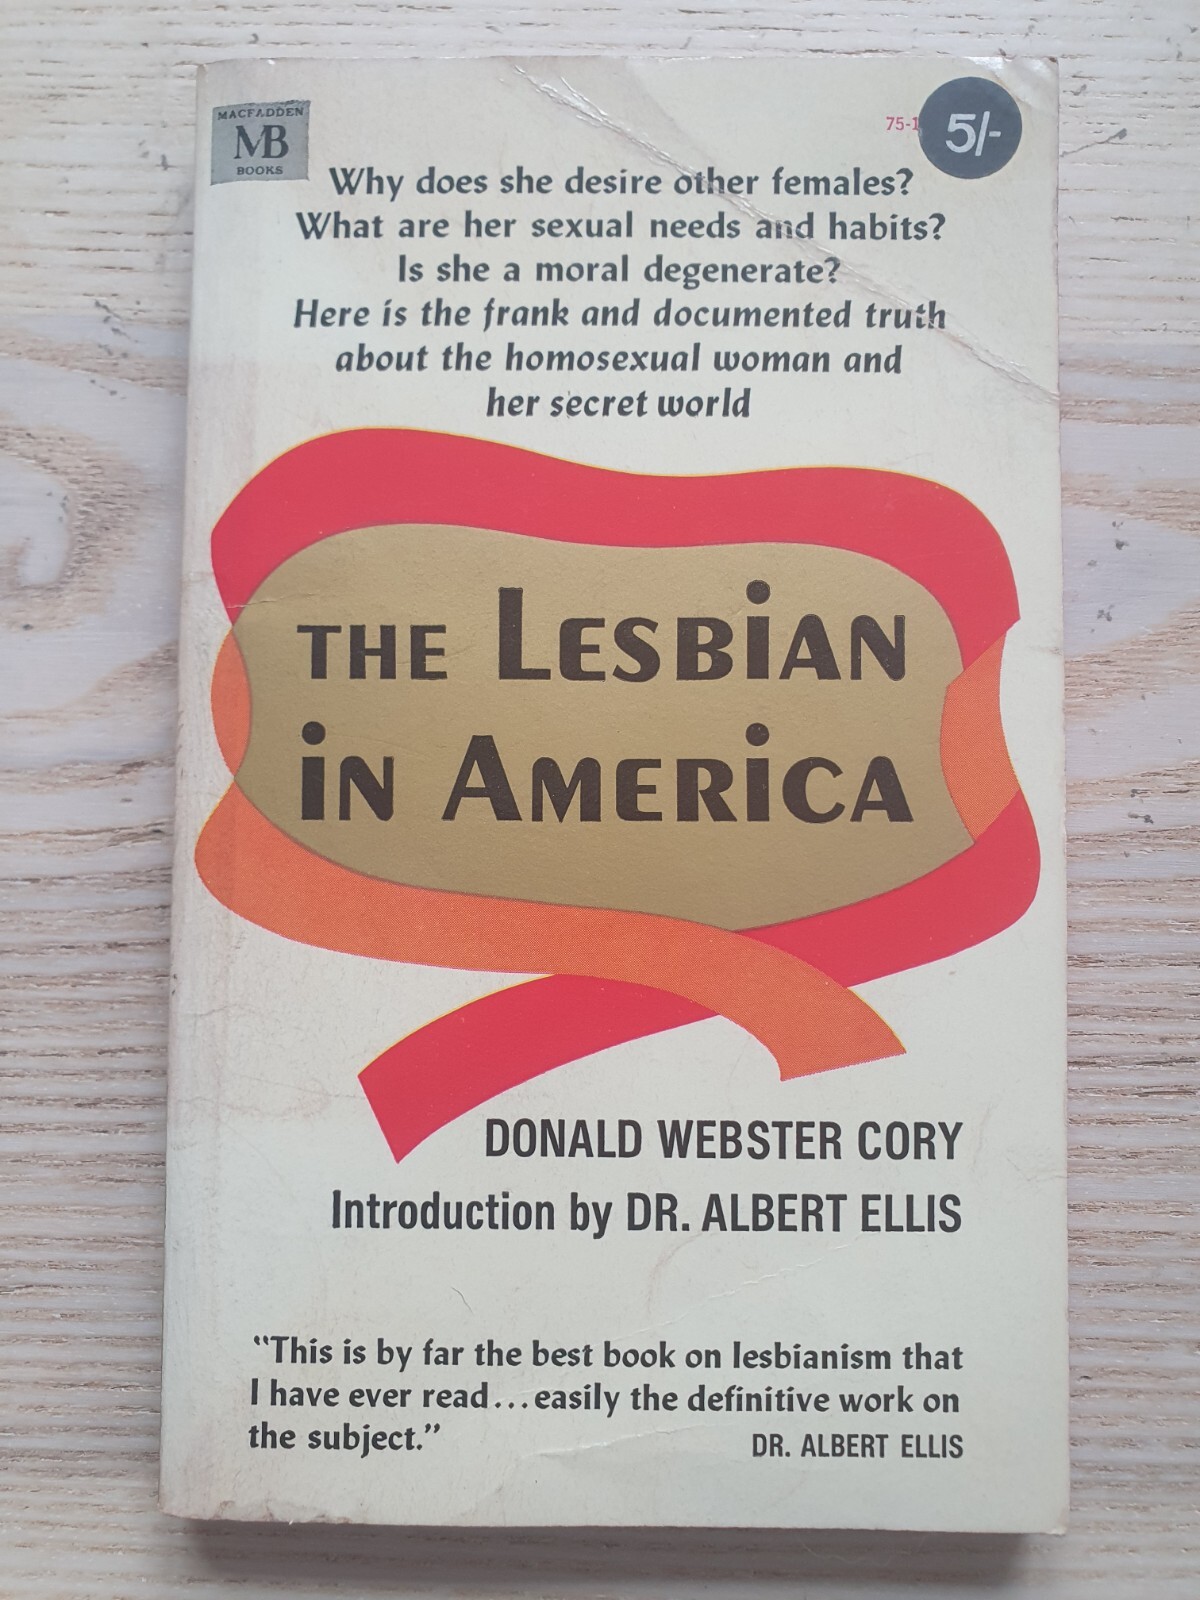 MACFADDEN
MB
BOOKS
75-1
5/-
Why does she desire other females?
What are her sexual needs and habits?
Is she a moral degenerate?
Here is the frank and documented truth
about the homosexual woman and
her secret world
THE LESBiAN
iN AMERiCA
DONALD WEBSTER CORY
Introduction by DR. ALBERT ELLIS
“This is by far the best book on lesbianism that
I have ever read...easily the definitive work on
the subject.”
DR. ALBERT ELLIS